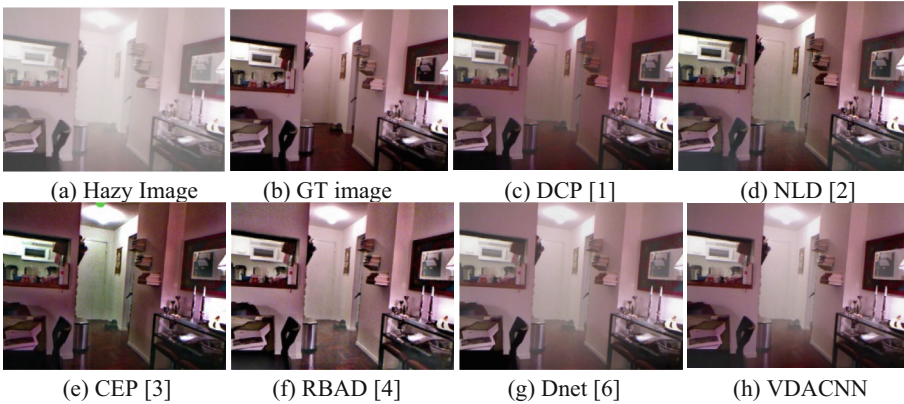 (a) Hazy Image
(b) GT image
(c) DCP [1]
(d) NLD [2]
(e) CEP [3]
(f) RBAD [4]
(g) Dnet [6]
(h) VDACNN